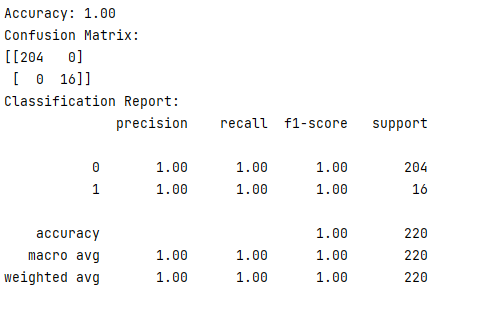 Accuracy: 1.00
Confusion Matrix:
[[204   0]
 [  0  16]]
Classification Report:
              precision    recall  f1-score   support

           0       1.00      1.00      1.00       204
           1       1.00      1.00      1.00        16

    accuracy                           1.00       220
   macro avg       1.00      1.00      1.00       220
weighted avg       1.00      1.00      1.00       220